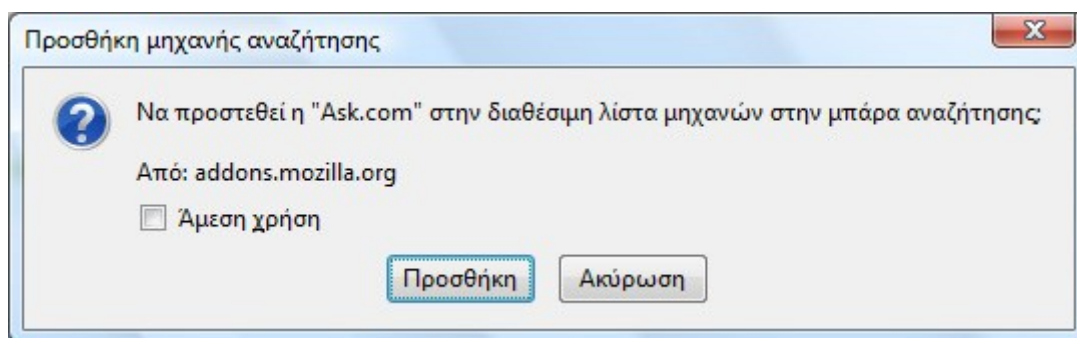 Προσθήκη μηχανής αναζήτησης
Να προστεθεί η "Ask.com" στην διαθέσιμη λίστα μηχανών στην μπάρα αναζήτησης;
Από: addons.mozilla.org
Άμεση χρήση
Προσθήκη Ακύρωση